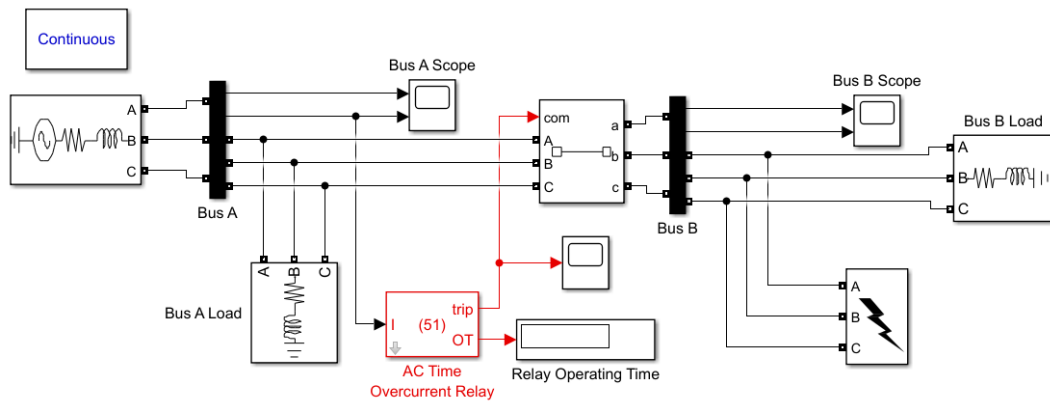 Continuous
Bus A Scope
Bus B Scope
Bus B Load
A
B
C
com
A
B
C
a
b
c
A
B
C
Bus A
Bus B
A
B
C
Bus A Load
I
(51)
trip
OT
A
B
C
AC Time
Overcurrent Relay
Relay Operating Time